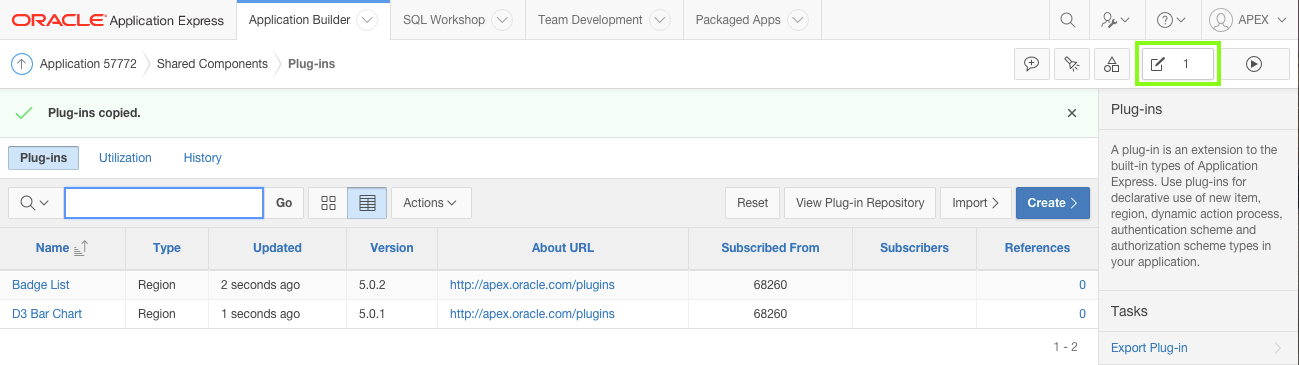 ORACLE Application Express Application Builder SQL Workshop Team Development Packaged Apps APEX
Application 57772 Shared Components Plug-ins 1
Plug-ins copied.
Plug-ins Utilization History
Go Actions Reset View Plug-in Repository Import Create
Name Type Updated Version About URL Subscribed From Subscribers References
Badge List Region 2 seconds ago 5.0.2 http://apex.oracle.com/plugins 68260 0
D3 Bar Chart Region 1 seconds ago 5.0.1 http://apex.oracle.com/plugins 68260 0
1 - 2
Plug-ins
A plug-in is an extension to the
built-in types of Application
Express. Use plug-ins for
declarative use of new item,
region, dynamic action process,
authentication scheme and
authorization scheme types in
your application.
Tasks
Export Plug-in